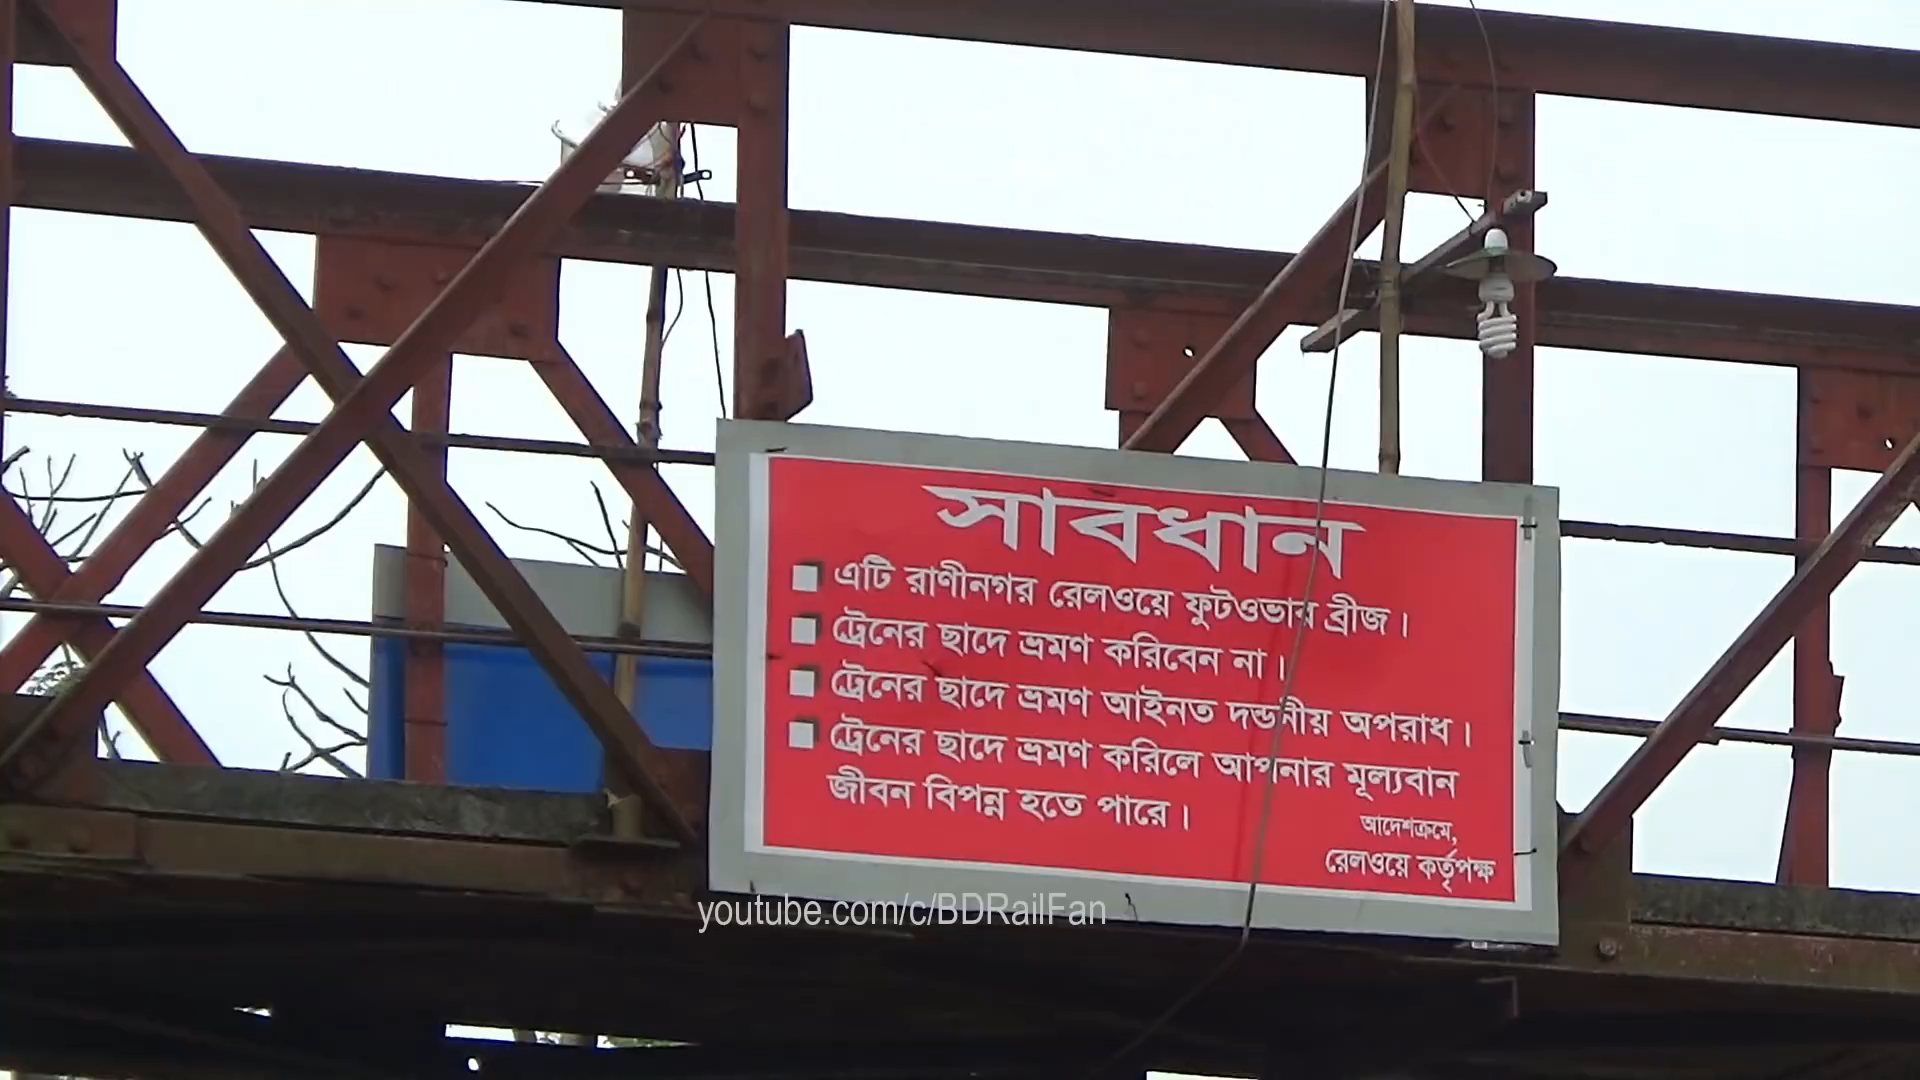 সাবধান
এটি রাণীনগর রেলওয়ে ফুটওভার ব্রীজ।
ট্রেনের ছাদে ভ্রমণ করিবেন না।
ট্রেনের ছাদে ভ্রমণ আইনত দন্ডনীয় অপরাধ।
ট্রেনের ছাদে ভ্রমণ করিলে আপনার মূল্যবান
জীবন বিপন্ন হতে পারে।
আদেশক্রমে,
রেলওয়ে কর্তৃপক্ষ
youtube.com/c/BDRailFan